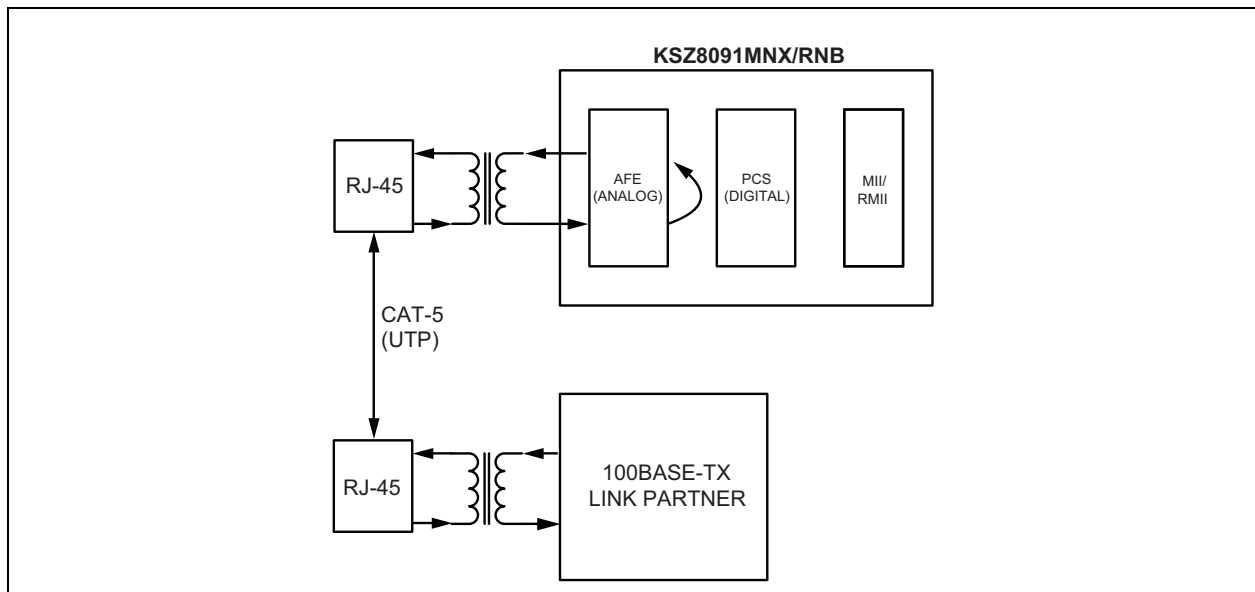 KSZ8091MNX/RNB
RJ-45
AFE
(ANALOG)
PCS
(DIGITAL)
MII/
RMII
CAT-5
(UTP)
RJ-45
100BASE-TX
LINK PARTNER